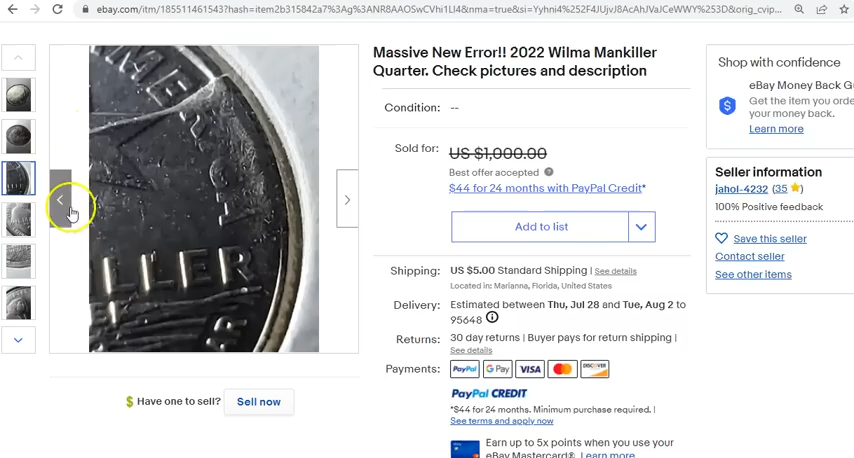 ebay.com/itm/185511461543?hash=item2b315842a7%3Ag%3ANR8AAOSwCVhi1Ll4&nma=true&si=Yyhni4%252F4JUjvJ8AcAhJVaJCeWWY%253D&orig_cvip...
Massive New Error!! 2022 Wilma Mankiller
Quarter. Check pictures and description
Condition: --
Sold for: US $1,000.00
Best offer accepted
$44 for 24 months with PayPal Credit*
Add to list
Shipping: US $5.00 Standard Shipping | See details
Located in: Marianna, Florida, United States
Delivery: Estimated between Thu, Jul 28 and Tue, Aug 2 to
95648
Returns: 30 day returns | Buyer pays for return shipping |
See details
Payments: PayPal G Pay VISA MasterCard DISCOVER
PayPal CREDIT
*$44 for 24 months. Minimum purchase required. |
See terms and apply now
Earn up to 5x points when you use your
eBay Mastercard®. Learn more
Shop with confidence
eBay Money Back G
Get the item you orde
your money back.
Learn more
Seller information
jahol-4232 (35)
100% Positive feedback
Save this seller
Contact seller
See other items
LLER
$ Have one to sell? Sell now